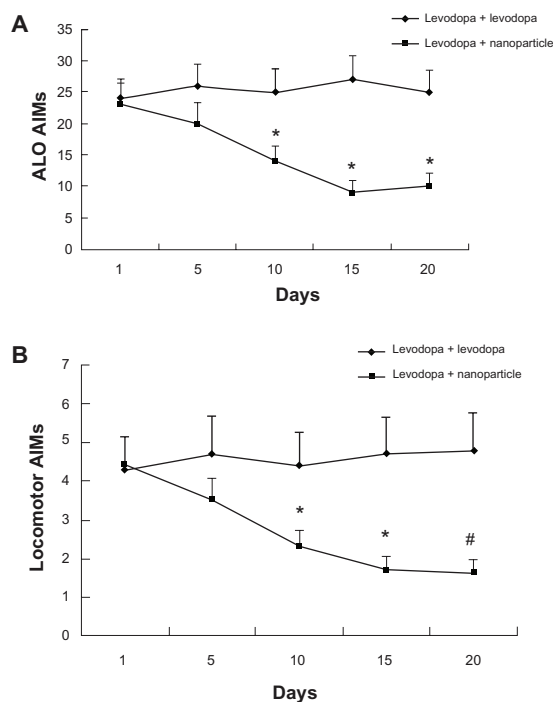 A
Levodopa + levodopa
Levodopa + nanoparticle
35
30
25
20
15
10
5
0
ALO AIMs
*
*
*
1 5 10 15 20
Days
B
Levodopa + levodopa
Levodopa + nanoparticle
7
6
5
4
3
2
1
0
Locomotor AIMs
*
*
#
1 5 10 15 20
Days